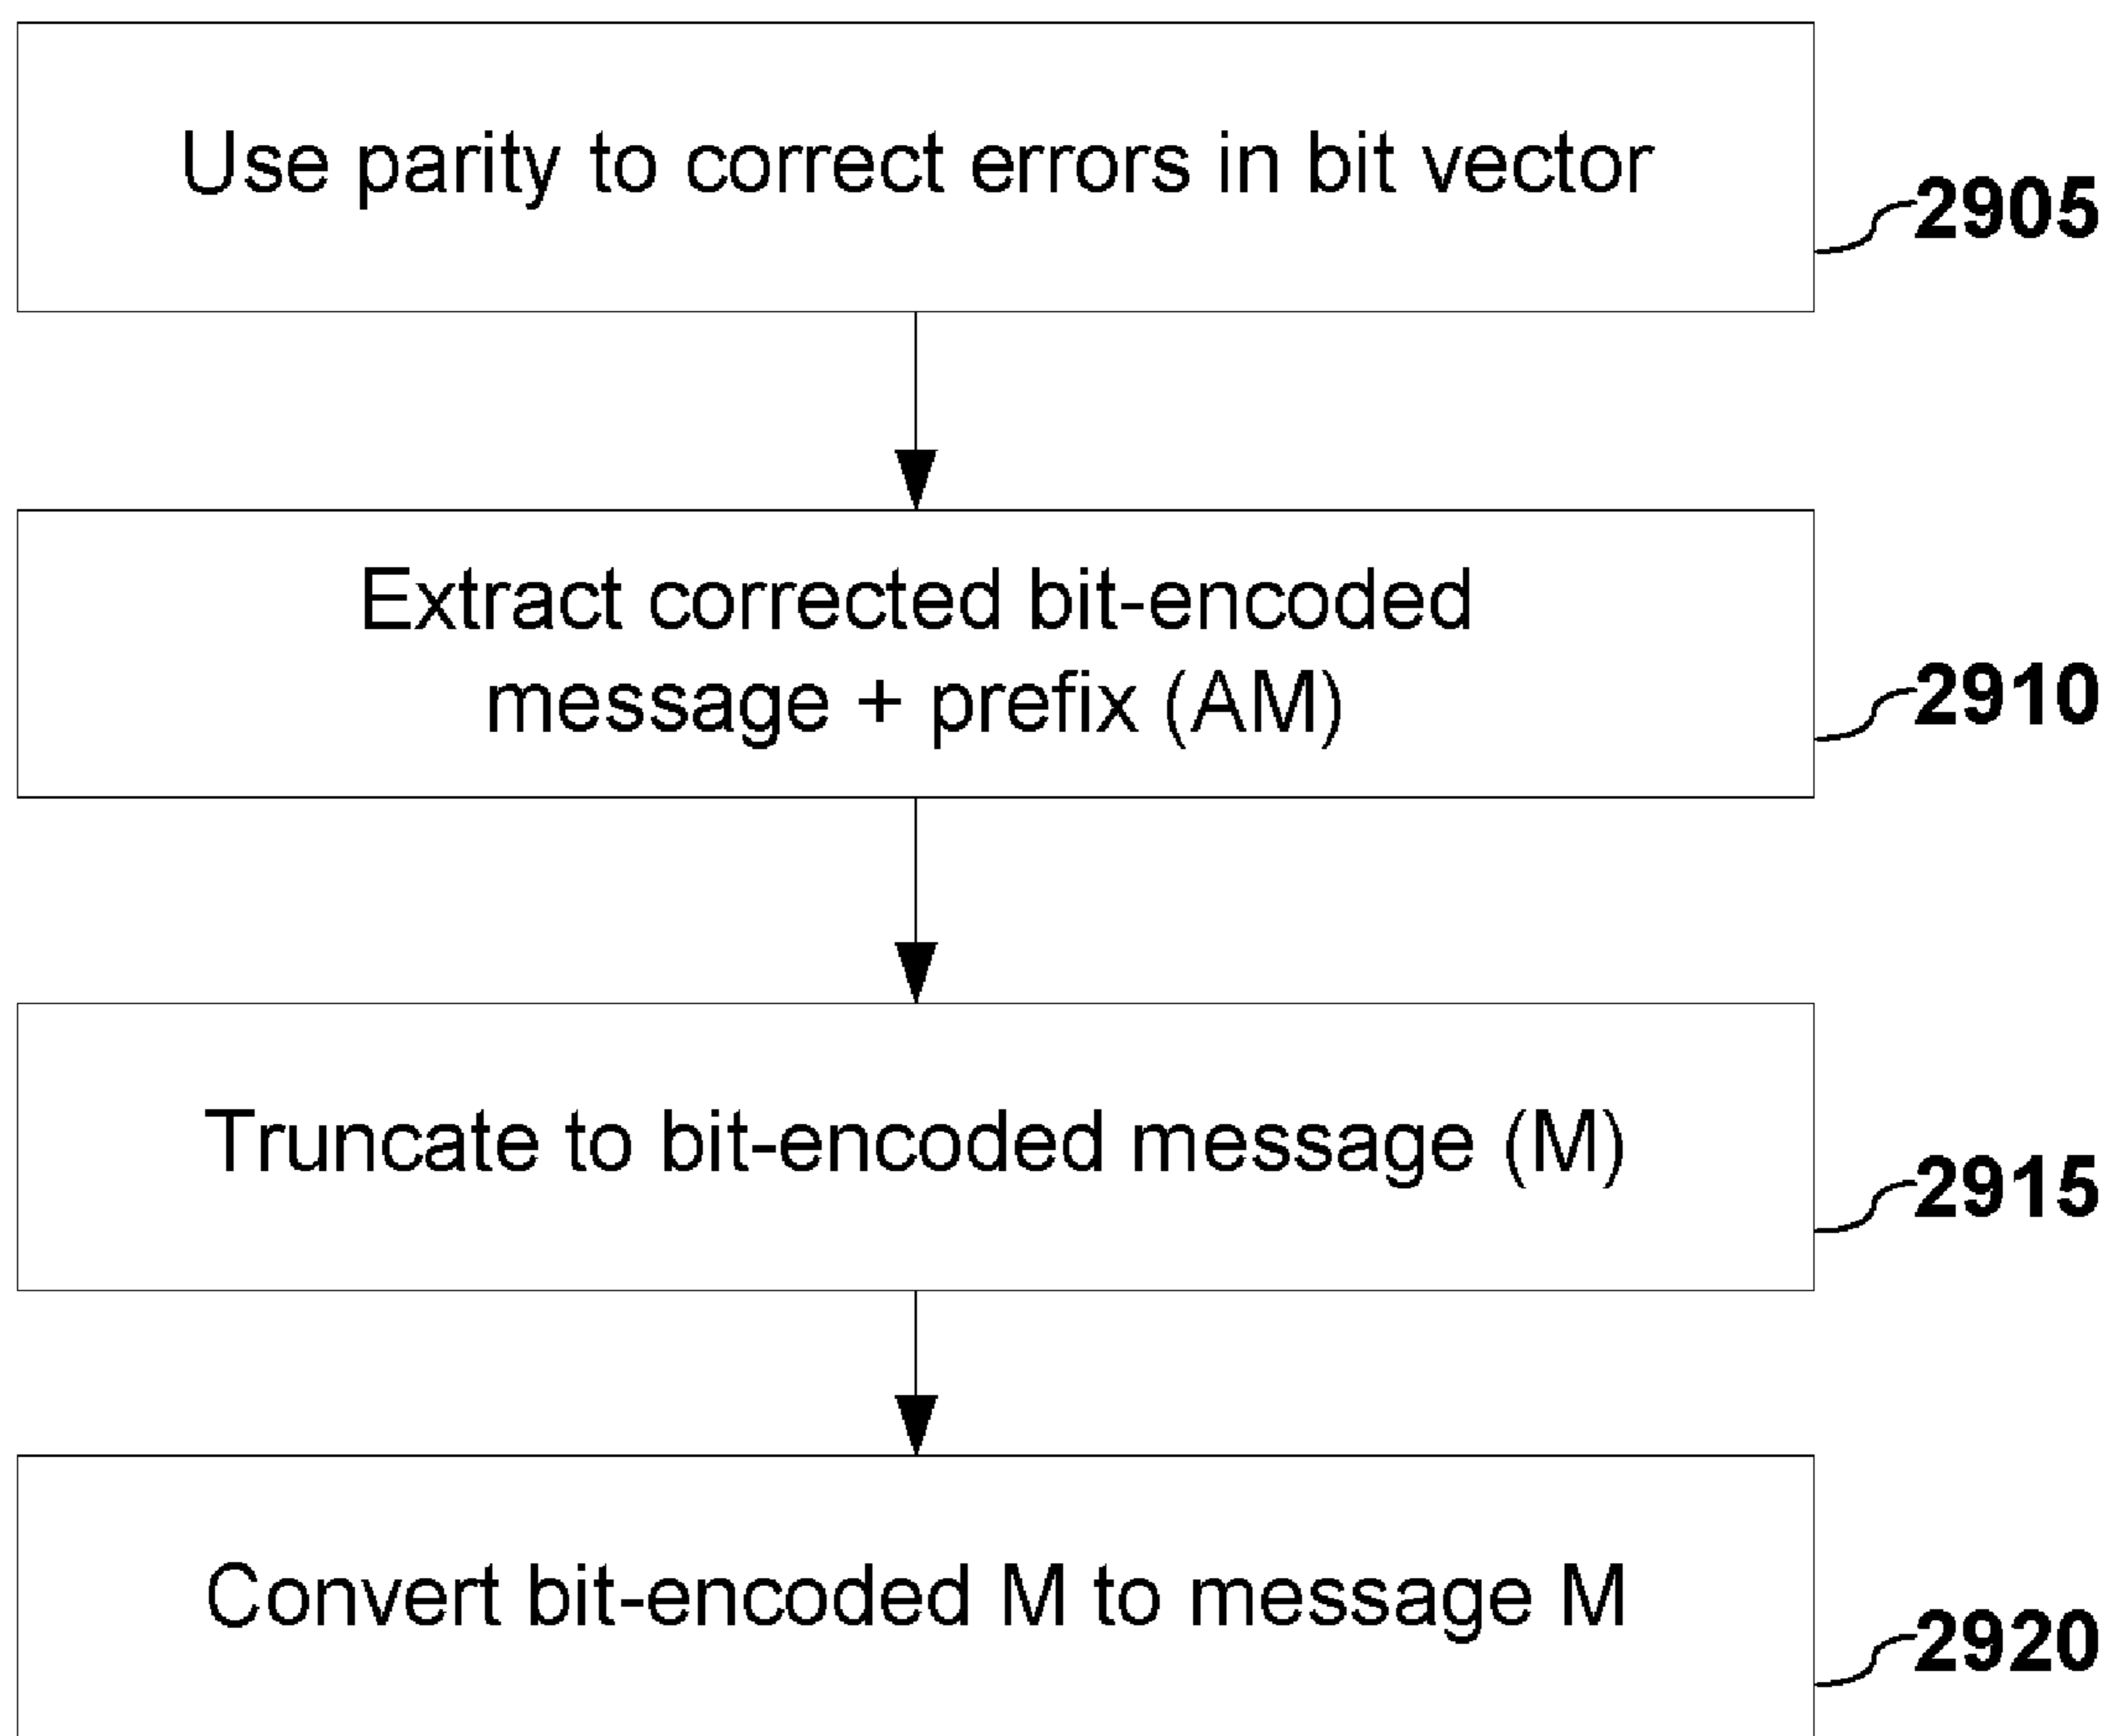 Use parity to correct errors in bit vector
2905
Extract corrected bit-encoded
message + prefix (AM)
2910
Truncate to bit-encoded message (M)
2915
Convert bit-encoded M to message M
2920